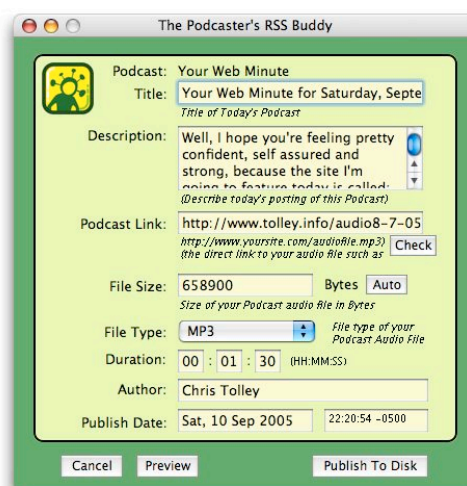 The Podcaster's RSS Buddy
Podcast: Your Web Minute
Title: Your Web Minute for Saturday, Septe
Title of Today's Podcast
Description: Well, I hope you're feeling pretty
confident, self assured and
strong, because the site I'm
going to feature today is called:
(Describe today's posting of this Podcast)
Podcast Link: http://www.tolley.info/audio8-7-05
http://www.yoursite.com/audiofile.mp3)
(the direct link to your audio file such as
Check
File Size: 658900 Bytes Auto
Size of your Podcast audio file in Bytes
File Type: MP3 File type of your
Podcast Audio File
Duration: 00 : 01 : 30 (HH:MM:SS)
Author: Chris Tolley
Publish Date: Sat, 10 Sep 2005 22:20:54 -0500
Cancel Preview Publish To Disk